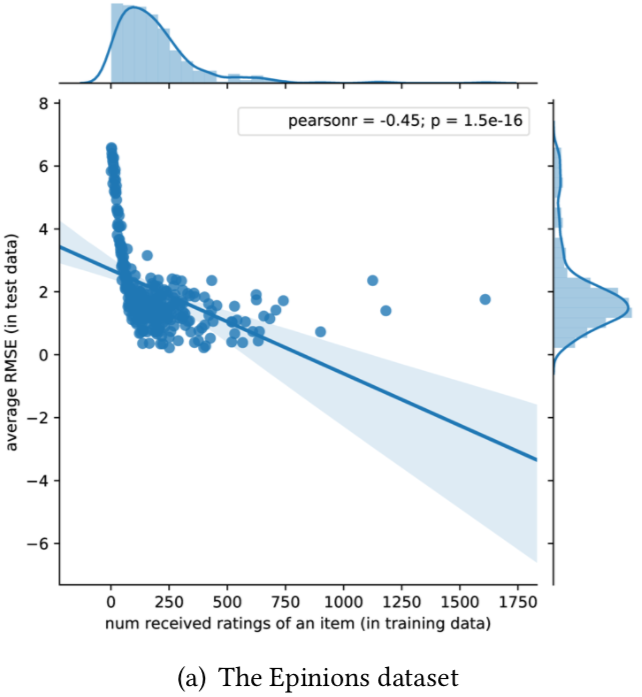 pearsonr = -0.45; p = 1.5e-16
8
6
4
2
0
−2
−4
−6
average RMSE (in test data)
0 250 500 750 1000 1250 1500 1750
num received ratings of an item (in training data)
(a) The Epinions dataset